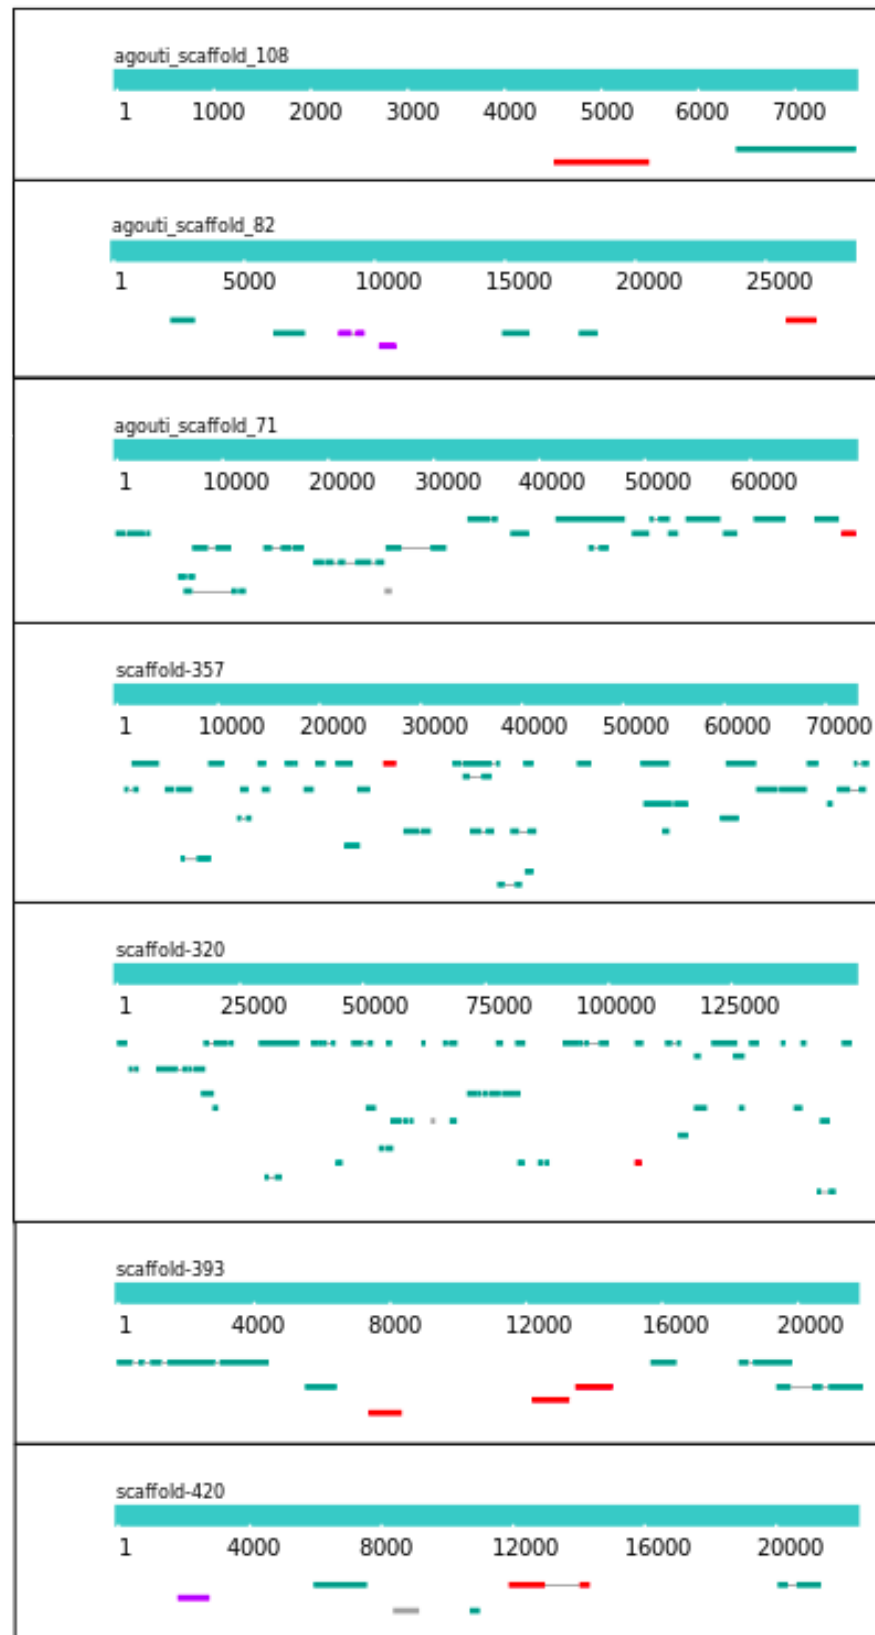 agouti_scaffold_108
1 1000 2000 3000 4000 5000 6000 7000
agouti_scaffold_82
1 5000 10000 15000 20000 25000
agouti_scaffold_71
1 10000 20000 30000 40000 50000 60000
scaffold-357
1 10000 20000 30000 40000 50000 60000 70000
scaffold-320
1 25000 50000 75000 100000 125000
scaffold-393
1 4000 8000 12000 16000 20000
scaffold-420
1 4000 8000 12000 16000 20000